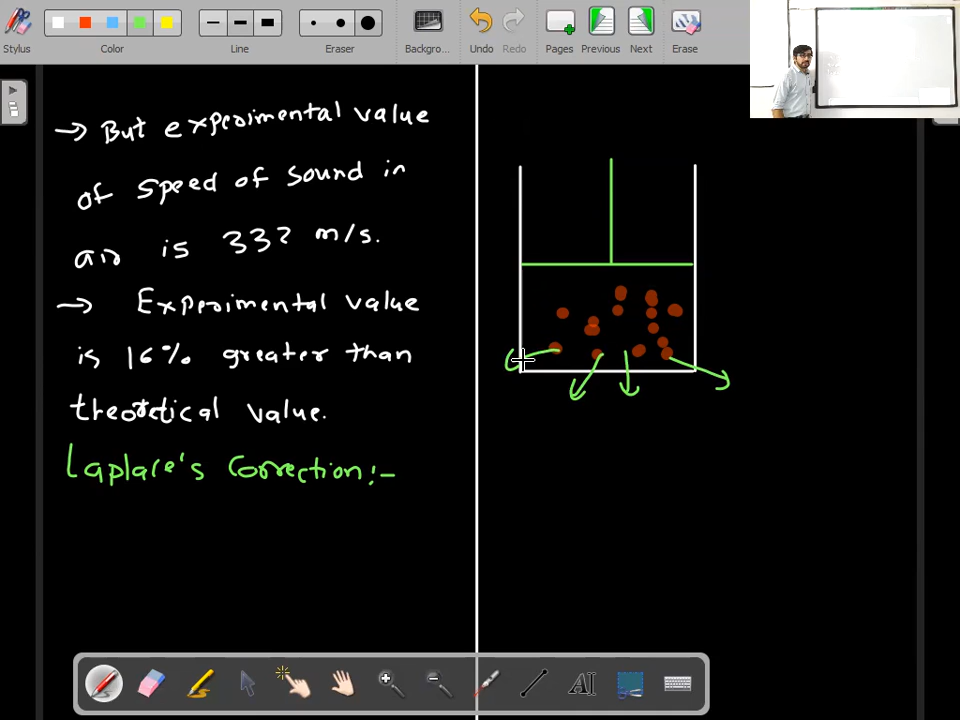 Stylus
Color
Line
Eraser
Backgro...
Undo
Redo
Pages
Previous
Next
Erase
→ But experimental value
of speed of sound in
air is 332 m/s.
→ Experimental value
is 16% greater than
theoretical value.
Laplace's Correction:-